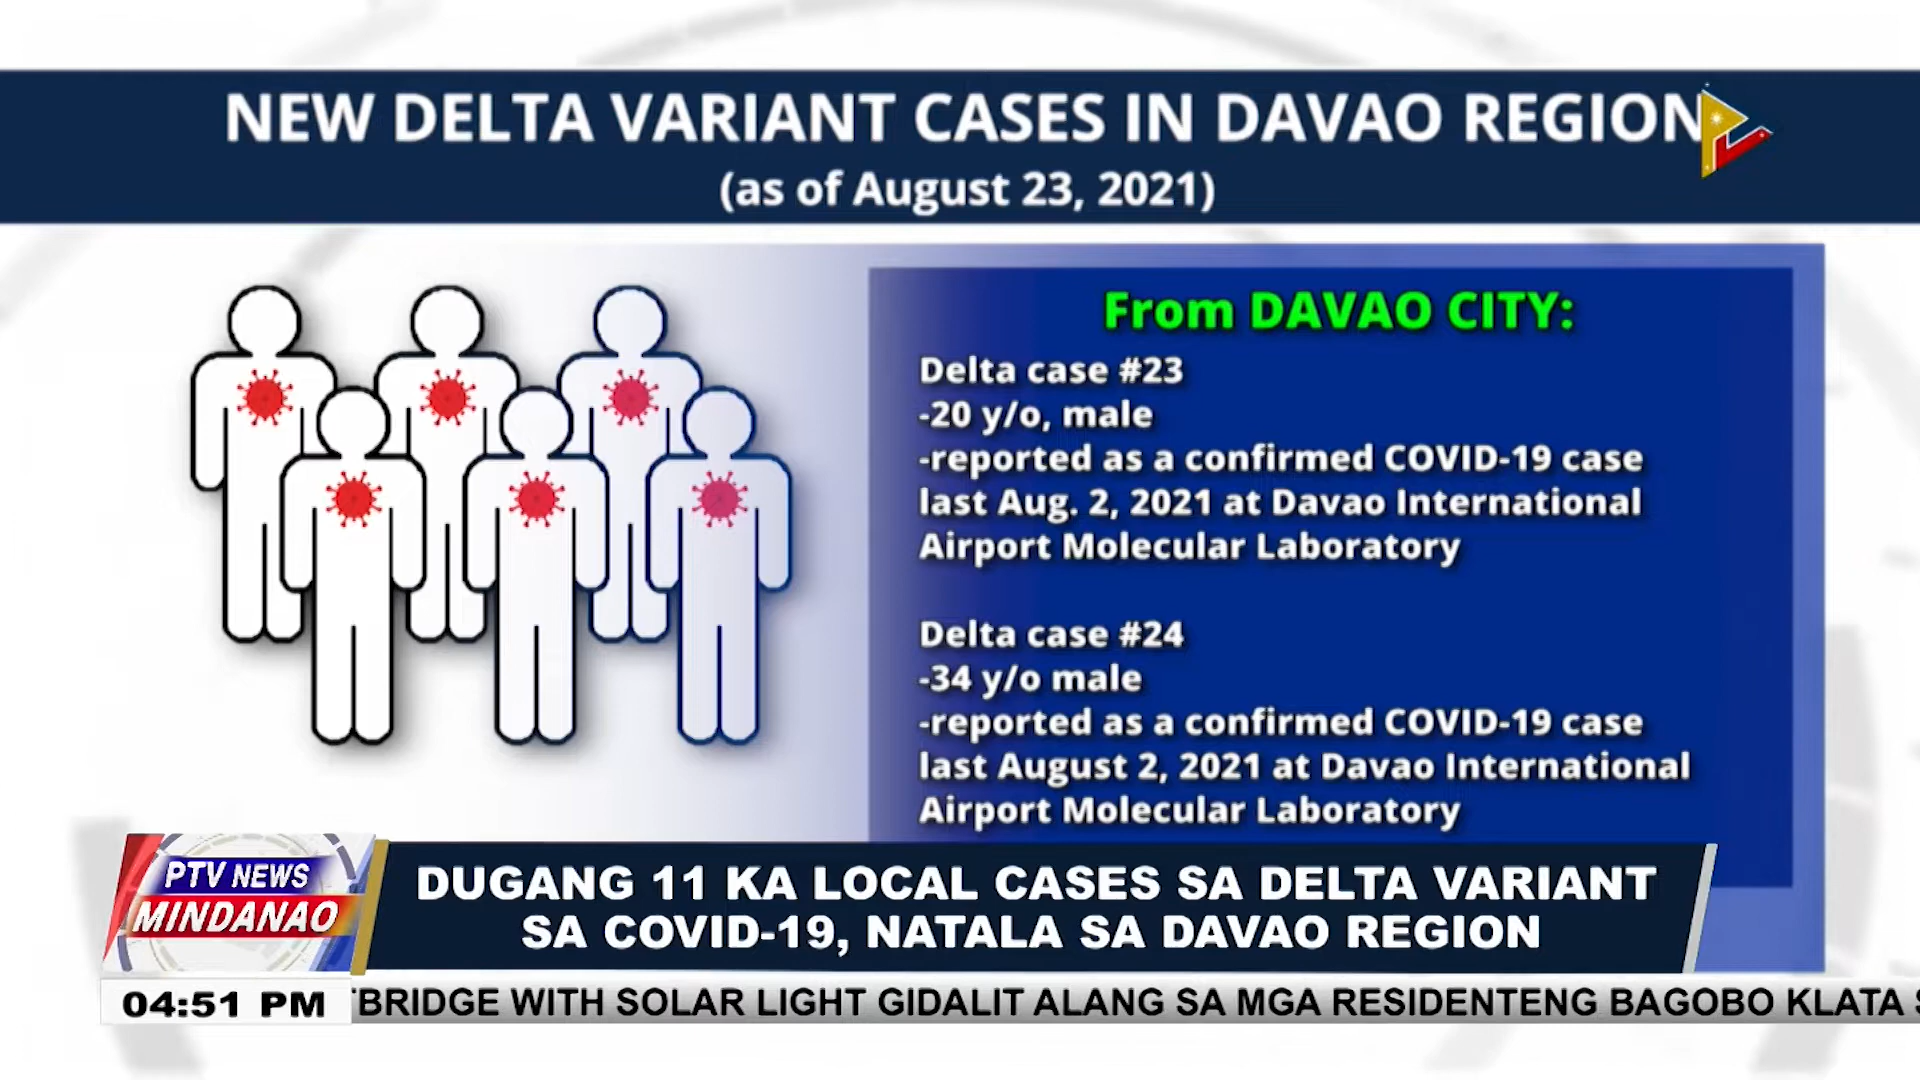 NEW DELTA VARIANT CASES IN DAVAO REGION
(as of August 23, 2021)
From DAVAO CITY:
Delta case #23
-20 y/o, male
-reported as a confirmed COVID-19 case
last Aug. 2, 2021 at Davao International
Airport Molecular Laboratory
Delta case #24
-34 y/o male
-reported as a confirmed COVID-19 case
last August 2, 2021 at Davao International
Airport Molecular Laboratory
PTV NEWS
MINDANAO
DUGANG 11 KA LOCAL CASES SA DELTA VARIANT
SA COVID-19, NATALA SA DAVAO REGION
04:51 PM
TBRIDGE WITH SOLAR LIGHT GIDALIT ALANG SA MGA RESIDENTENG BAGOBO KLATA S